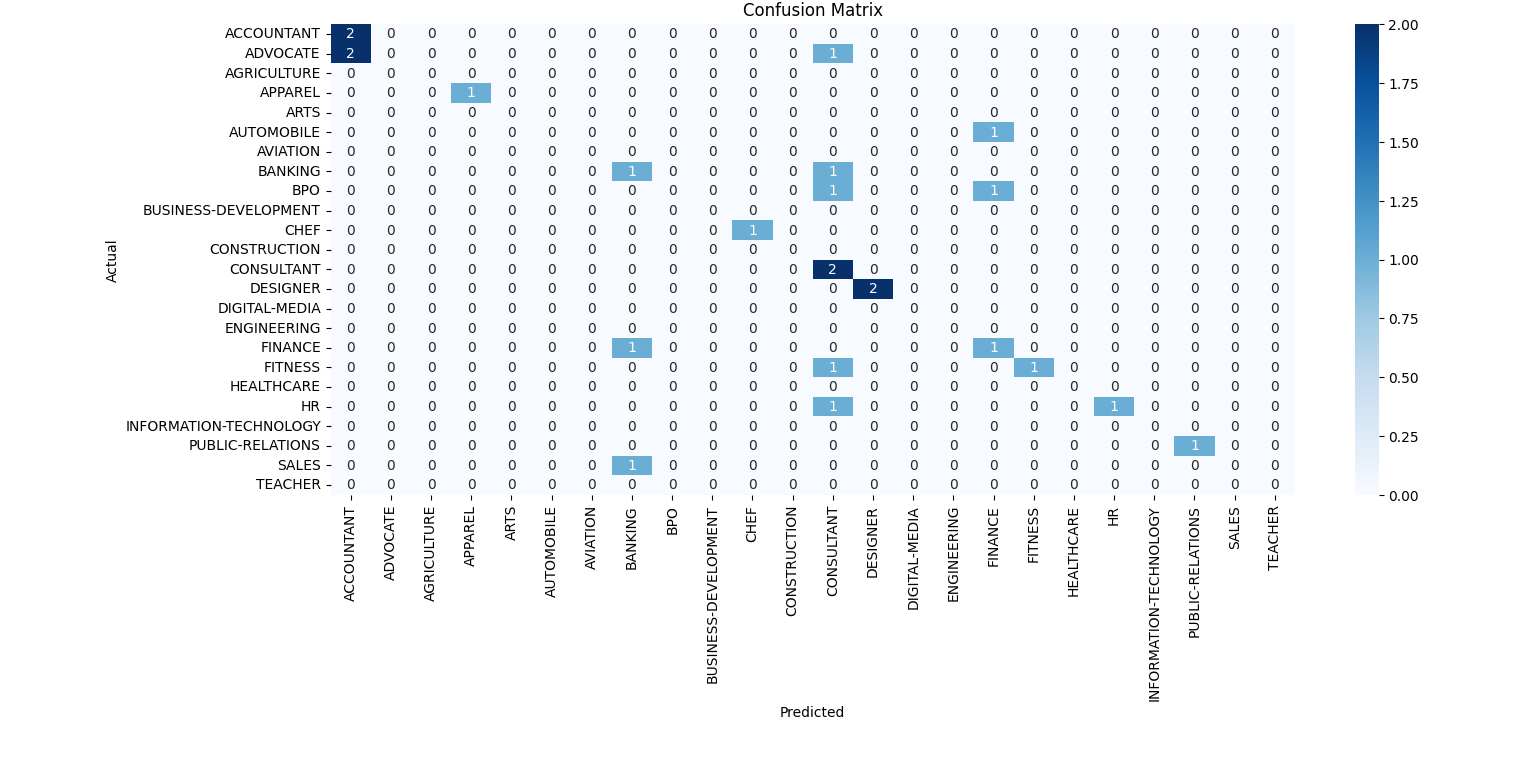 Confusion Matrix
ACCOUNTANT 2 0 0 0 0 0 0 0 0 0 0 0 0 0 0 0 0 0 0 0 0 0 0 0 2.00
ADVOCATE 2 0 0 0 0 0 0 0 0 0 0 0 1 0 0 0 0 0 0 0 0 0 0 0
AGRICULTURE 0 0 0 0 0 0 0 0 0 0 0 0 0 0 0 0 0 0 0 0 0 0 0 0
APPAREL 0 0 0 1 0 0 0 0 0 0 0 0 0 0 0 0 0 0 0 0 0 0 0 0 1.75
ARTS 0 0 0 0 0 0 0 0 0 0 0 0 0 0 0 0 0 0 0 0 0 0 0 0
AUTOMOBILE 0 0 0 0 0 0 0 0 0 0 0 0 0 0 0 0 1 0 0 0 0 0 0 0
AVIATION 0 0 0 0 0 0 0 0 0 0 0 0 0 0 0 0 0 0 0 0 0 0 0 0 1.50
BANKING 0 0 0 0 0 0 0 1 0 0 0 0 1 0 0 0 0 0 0 0 0 0 0 0
BPO 0 0 0 0 0 0 0 0 0 0 0 0 1 0 0 0 1 0 0 0 0 0 0 0
BUSINESS-DEVELOPMENT 0 0 0 0 0 0 0 0 0 0 0 0 0 0 0 0 0 0 0 0 0 0 0 0 1.25
CHEF 0 0 0 0 0 0 0 0 0 0 1 0 0 0 0 0 0 0 0 0 0 0 0 0
CONSTRUCTION 0 0 0 0 0 0 0 0 0 0 0 0 0 0 0 0 0 0 0 0 0 0 0 0
Actual
CONSULTANT 0 0 0 0 0 0 0 0 0 0 0 0 2 0 0 0 0 0 0 0 0 0 0 0 1.00
DESIGNER 0 0 0 0 0 0 0 0 0 0 0 0 0 2 0 0 0 0 0 0 0 0 0 0
DIGITAL-MEDIA 0 0 0 0 0 0 0 0 0 0 0 0 0 0 0 0 0 0 0 0 0 0 0 0
ENGINEERING 0 0 0 0 0 0 0 0 0 0 0 0 0 0 0 0 0 0 0 0 0 0 0 0 0.75
FINANCE 0 0 0 0 0 0 0 1 0 0 0 0 0 0 0 0 1 0 0 0 0 0 0 0
FITNESS 0 0 0 0 0 0 0 0 0 0 0 0 1 0 0 0 0 1 0 0 0 0 0 0
HEALTHCARE 0 0 0 0 0 0 0 0 0 0 0 0 0 0 0 0 0 0 0 0 0 0 0 0 0.50
HR 0 0 0 0 0 0 0 0 0 0 0 0 1 0 0 0 0 0 0 1 0 0 0 0
INFORMATION-TECHNOLOGY 0 0 0 0 0 0 0 0 0 0 0 0 0 0 0 0 0 0 0 0 0 0 0 0
PUBLIC-RELATIONS 0 0 0 0 0 0 0 0 0 0 0 0 0 0 0 0 0 0 0 0 0 1 0 0 0.25
SALES 0 0 0 0 0 0 0 1 0 0 0 0 0 0 0 0 0 0 0 0 0 0 0 0
TEACHER 0 0 0 0 0 0 0 0 0 0 0 0 0 0 0 0 0 0 0 0 0 0 0 0
0.00
ACCOUNTANT
ADVOCATE
AGRICULTURE
APPAREL
ARTS
AUTOMOBILE
AVIATION
BANKING
BPO
BUSINESS-DEVELOPMENT
CHEF
CONSTRUCTION
CONSULTANT
DESIGNER
DIGITAL-MEDIA
ENGINEERING
FINANCE
FITNESS
HEALTHCARE
HR
INFORMATION-TECHNOLOGY
PUBLIC-RELATIONS
SALES
TEACHER
Predicted